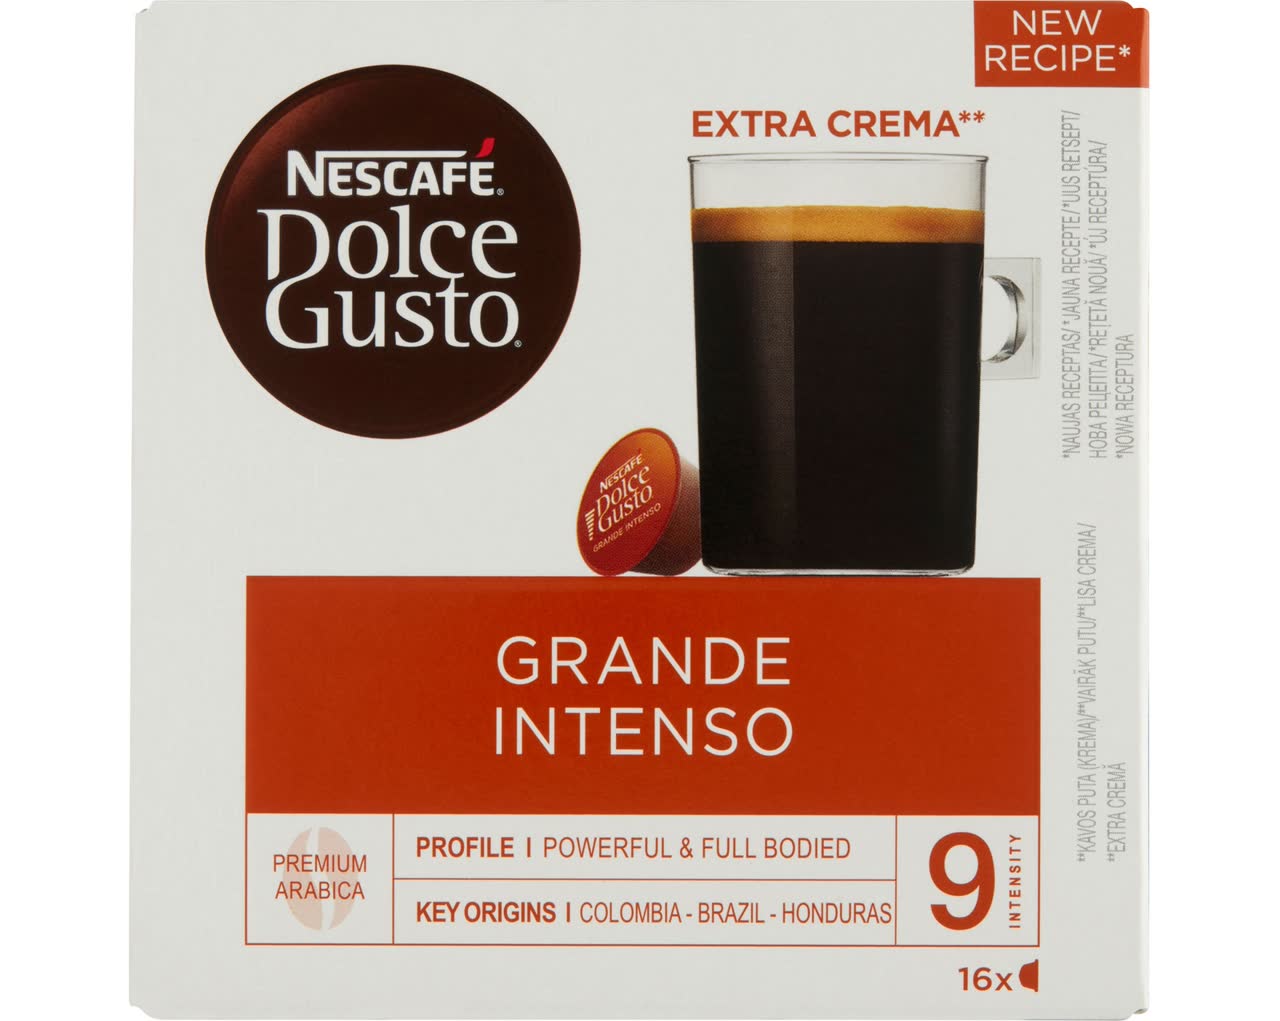 NEW
RECIPE*
EXTRA CREMA**
NESCAFÉ®
Dolce
Gusto®
NESCAFÉ
Dolce
Gusto
GRANDE INTENSO
GRANDE
INTENSO
PREMIUM
ARABICA
PROFILE | POWERFUL & FULL BODIED
KEY ORIGINS | COLOMBIA - BRAZIL - HONDURAS
9
INTENSITY
16x
*NAUJAS RECEPTAS/*JAUNA RECEPTE/*UUS RETSEPT/
НОВА РЕЦЕПТА/*REȚETĂ NOUĂ/*ÚJ RECEPTÚRA/
*NOWA RECEPTURA
**KAVOS PUTA (KREMA)/**VAIRĀK PUTU/**LISA CREMA/
**EXTRA CREMĂ